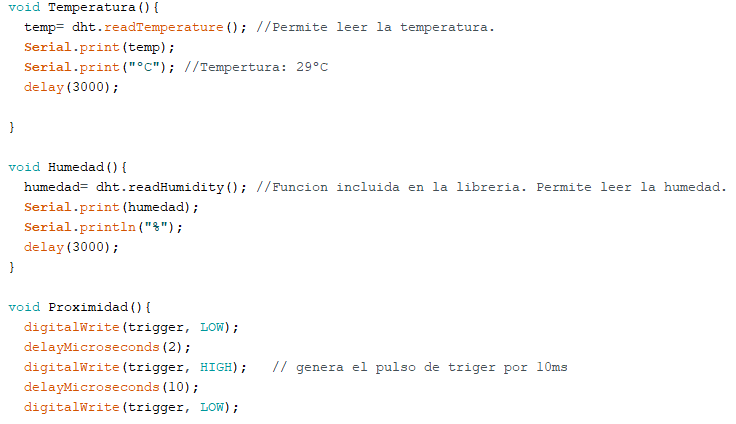 void Temperatura(){
temp= dht.readTemperature(); //Permite leer la temperatura.
Serial.print(temp);
Serial.print("°C"); //Tempertura: 29°C
delay(3000);
}
void Humedad(){
humedad= dht.readHumidity(); //Funcion incluida en la libreria. Permite leer la humedad.
Serial.print(humedad);
Serial.println("%");
delay(3000);
}
void Proximidad(){
digitalWrite(trigger, LOW);
delayMicroseconds(2);
digitalWrite(trigger, HIGH); // genera el pulso de triger por 10ms
delayMicroseconds(10);
digitalWrite(trigger, LOW);